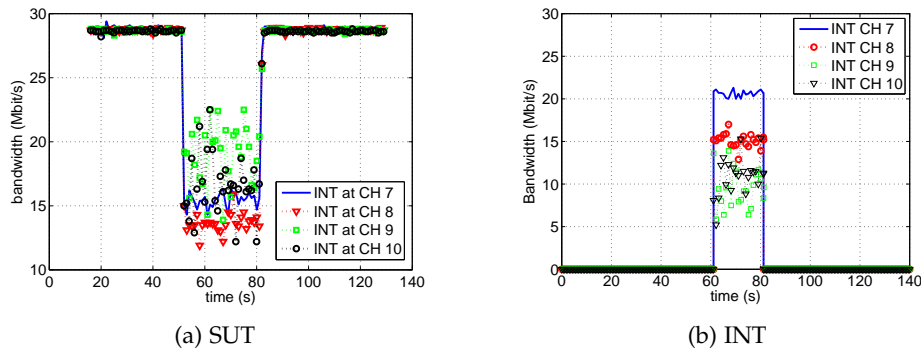 (a)
bandwidth (Mbit/s)
30
25
20
15
10
0 20 40 60 80 100 120 140
time (s)
INT at CH 7
INT at CH 8
INT at CH 9
INT at CH 10
(a) SUT
bandwidth (Mbit/s)
30
25
20
15
10
5
0
0 20 40 60 80 100 120 140
time (s)
INT CH 7
INT CH 8
INT CH 9
INT CH 10
(b) INT